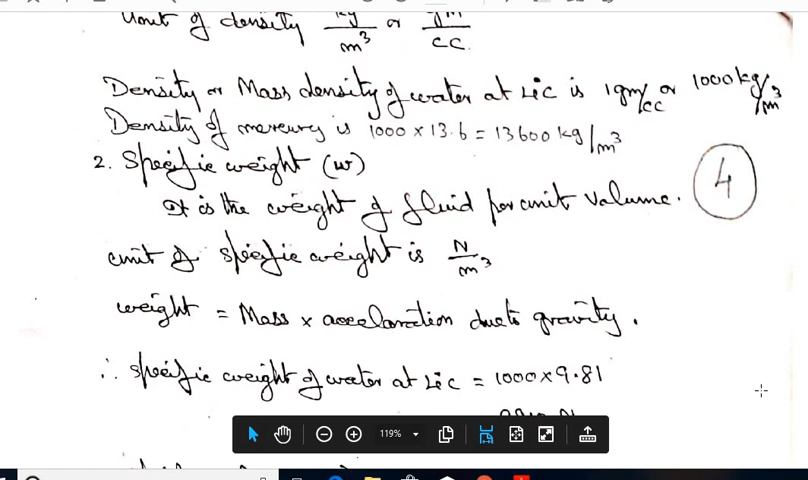 unit of density kg/m³ or gm/cc
Density or Mass density of water at 4°C is 1gm/cc or 1000 kg/m³
Density of mercury is 1000 × 13.6 = 13600 kg/m³
2. Specific weight (w)
It is the weight of fluid per unit volume.
4
unit of specific weight is N/m³
weight = Mass × acceleration due to gravity.
∴ specific weight of water at 4°C = 1000×9.81
119%